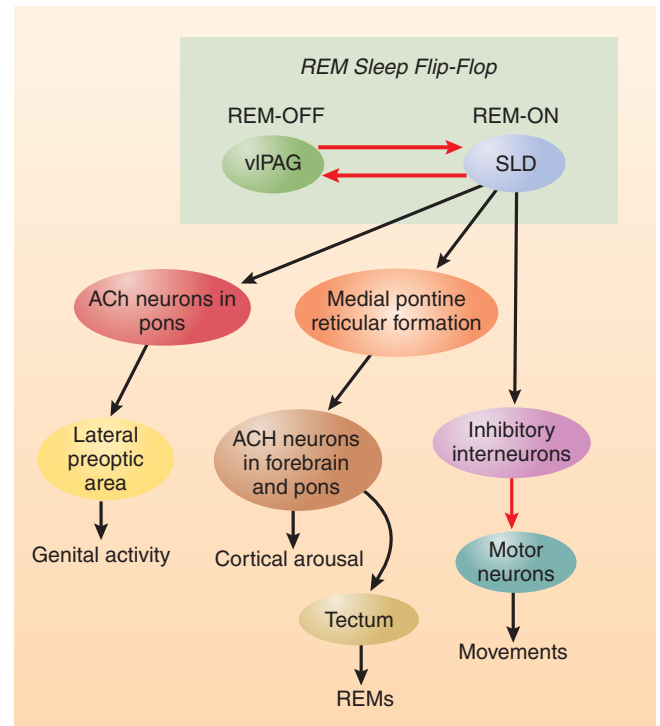 REM Sleep Flip-Flop
REM-OFF
REM-ON
vlPAG
SLD
ACh neurons in
pons
Medial pontine
reticular formation
Lateral
preoptic
area
ACH neurons
in forebrain
and pons
Inhibitory
interneurons
Genital activity
Cortical arousal
Motor
neurons
Tectum
Movements
REMs